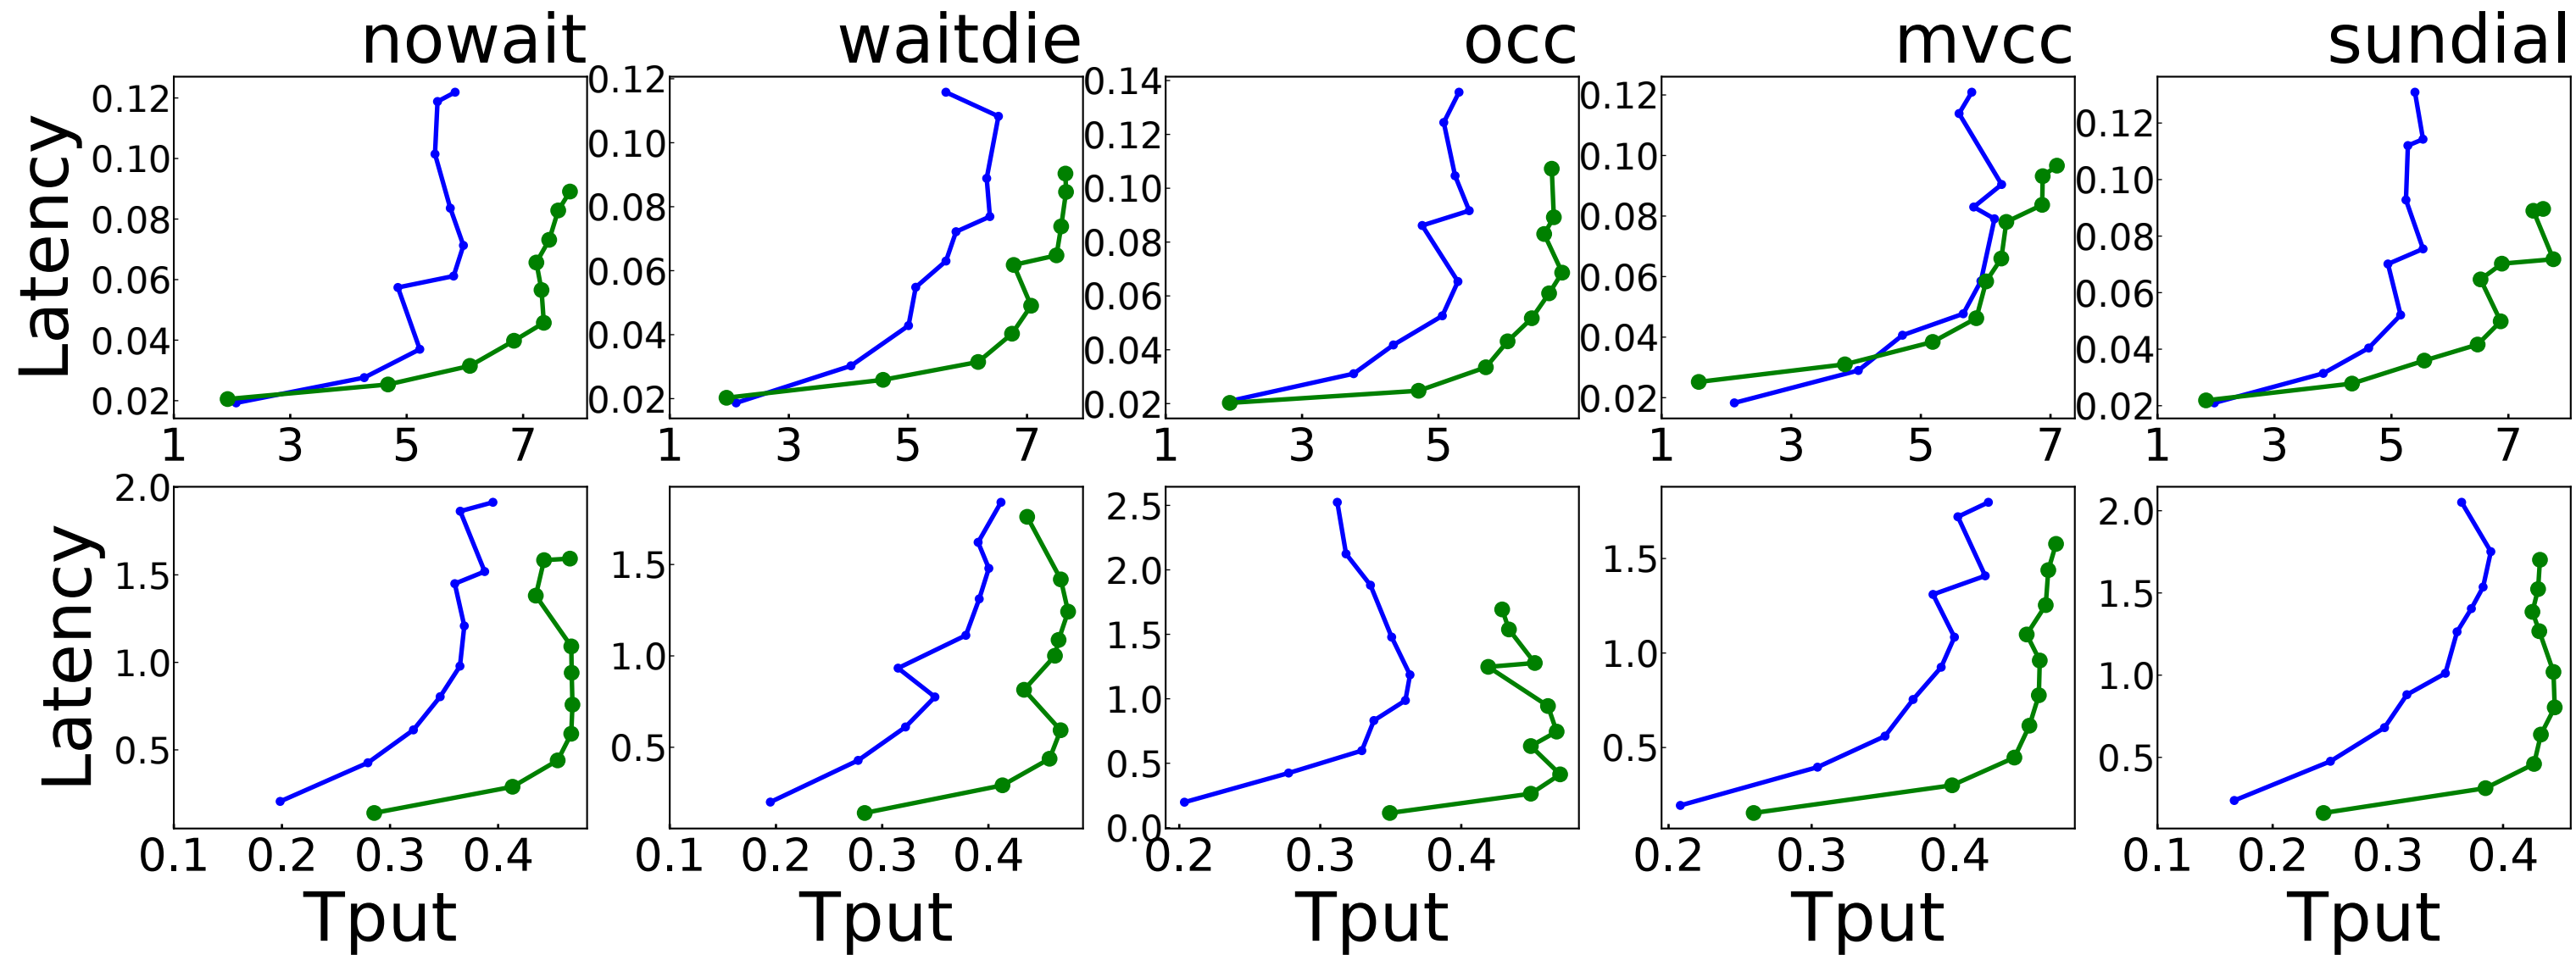 nowait waitdie occ mvcc sundial
Latency
0.12 0.10 0.08 0.06 0.04 0.02
1 3 5 7
0.12 0.10 0.08 0.06 0.04 0.02
1 3 5 7
0.14 0.12 0.10 0.08 0.06 0.04 0.02
1 3 5
0.12 0.10 0.08 0.06 0.04 0.02
1 3 5 7
0.12 0.10 0.08 0.06 0.04 0.02
1 3 5 7
Latency
2.0 1.5 1.0 0.5
0.1 0.2 0.3 0.4
Tput
1.5 1.0 0.5
0.1 0.2 0.3 0.4
Tput
2.5 2.0 1.5 1.0 0.5 0.0
0.2 0.3 0.4
Tput
1.5 1.0 0.5
0.2 0.3 0.4
Tput
2.0 1.5 1.0 0.5
0.1 0.2 0.3 0.4
Tput